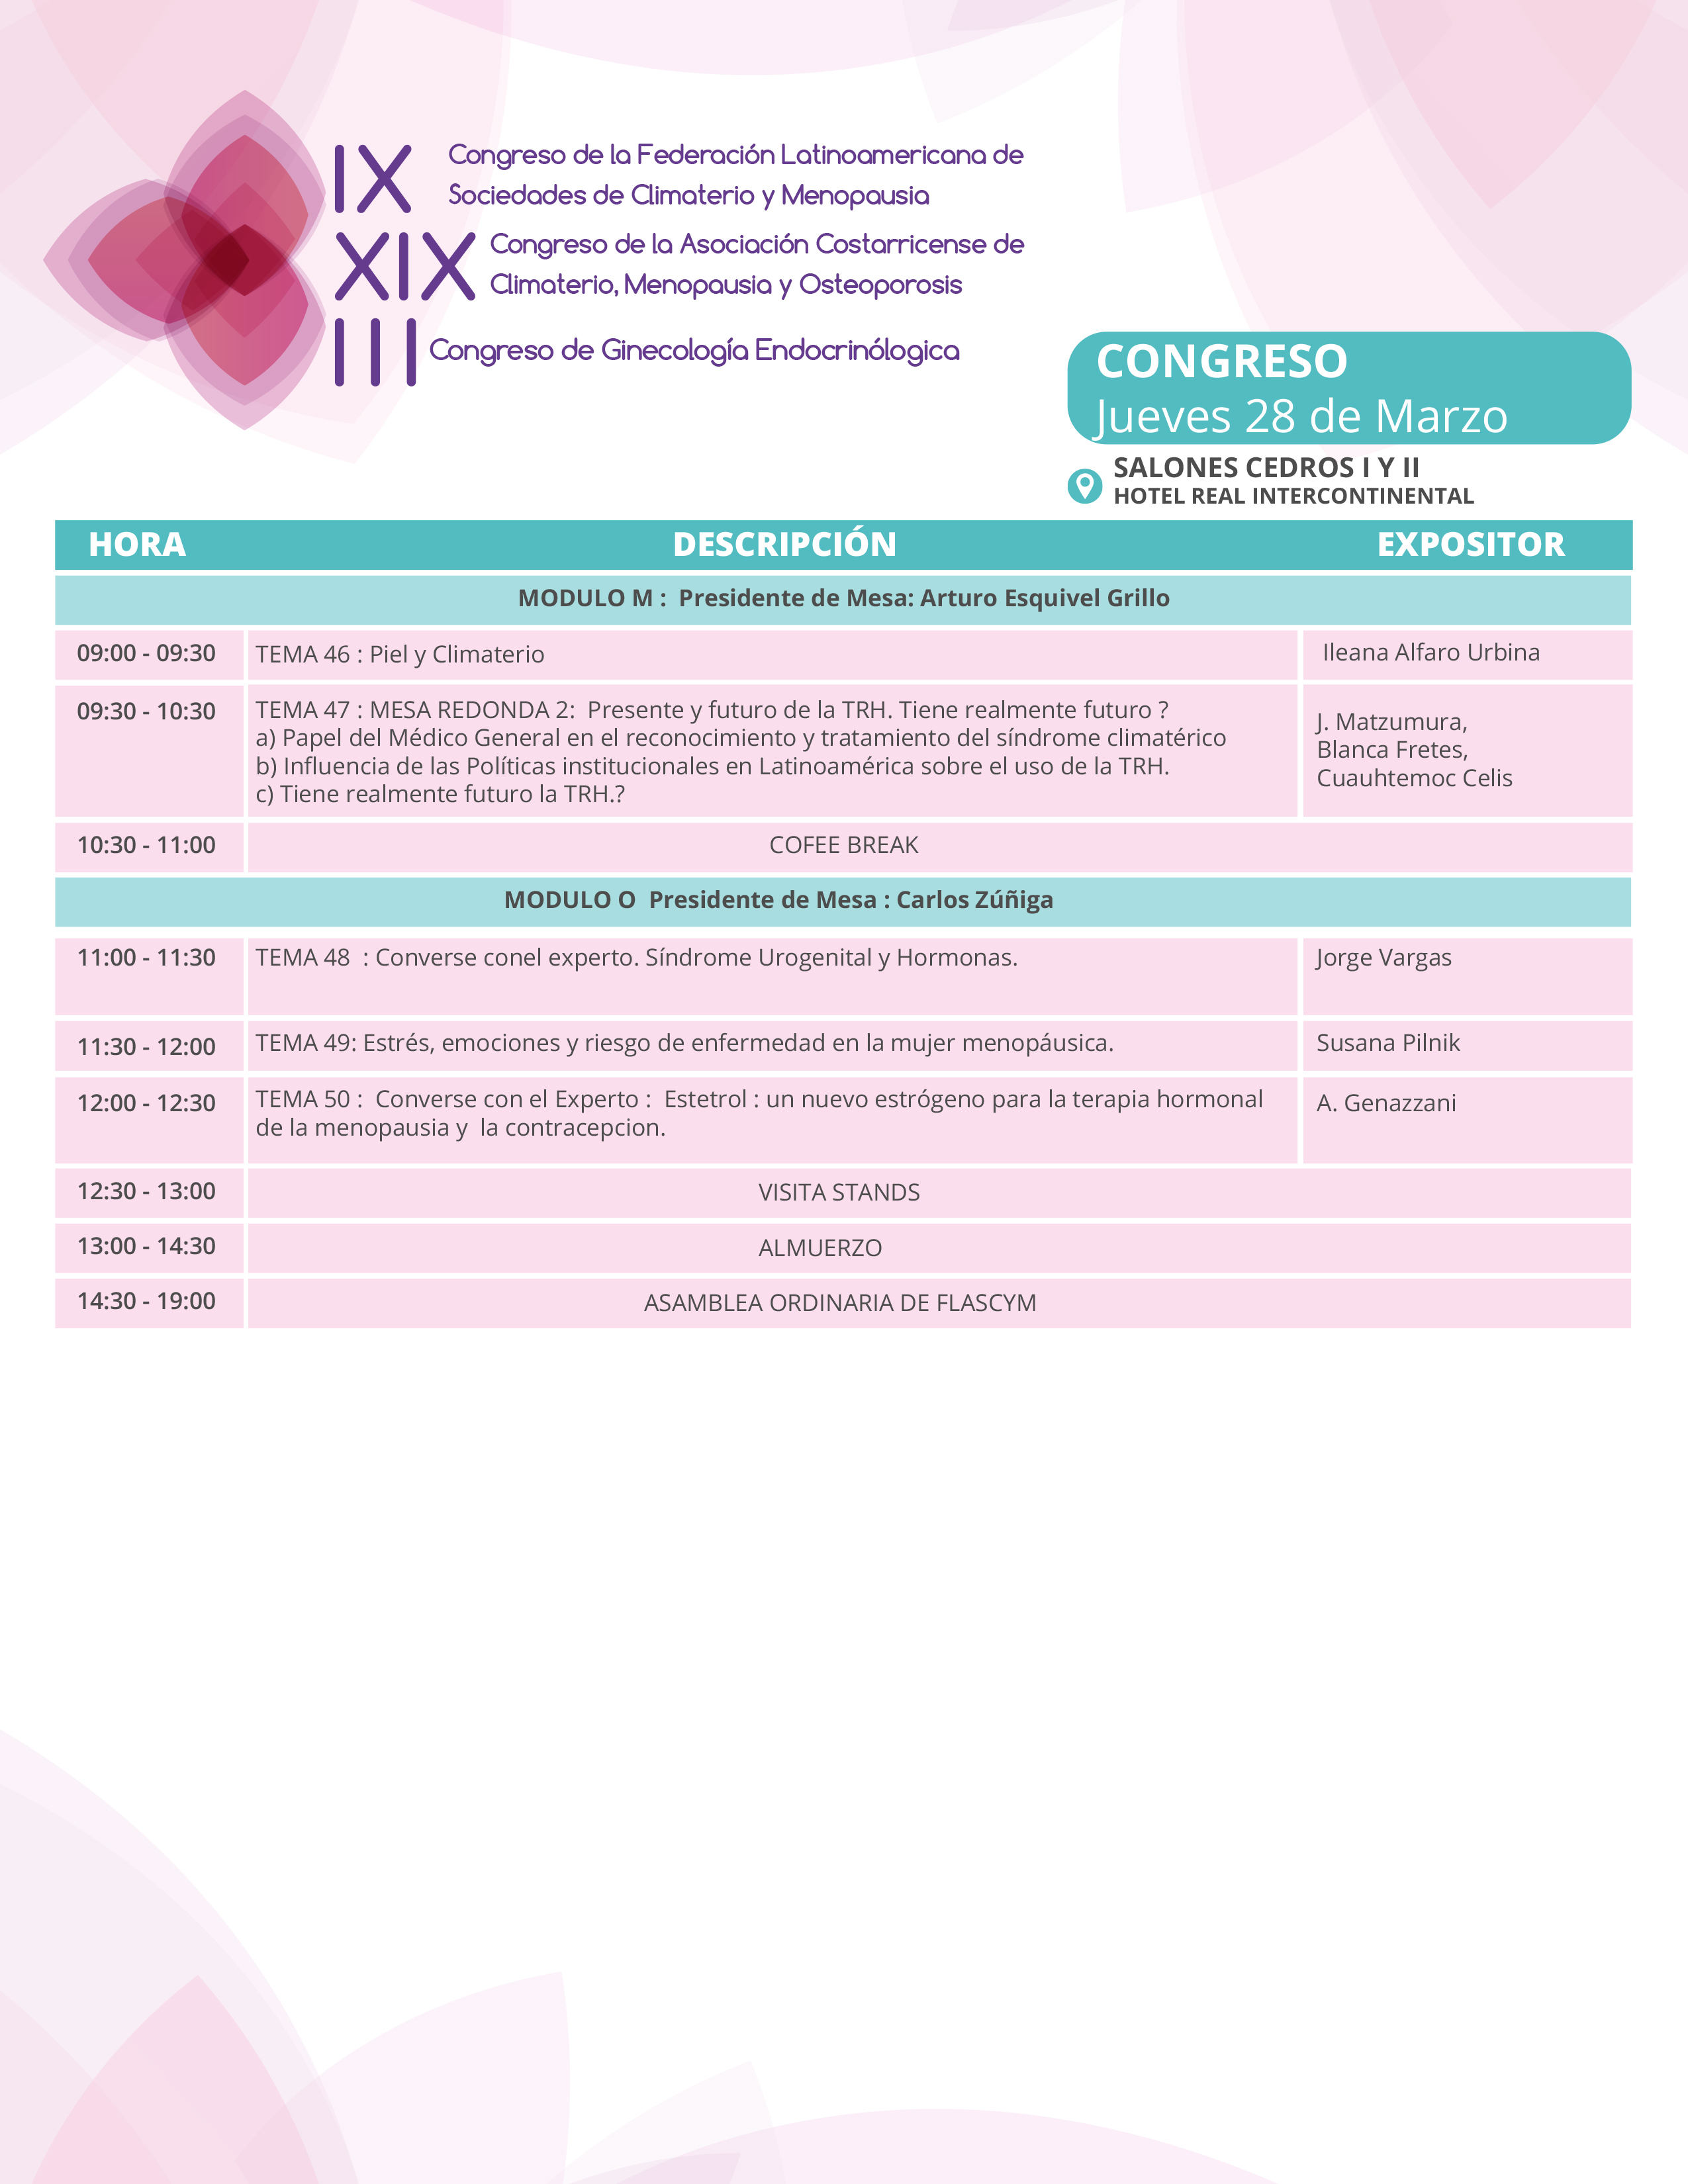 IX Congreso de la Federación Latinoamericana de
Sociedades de Climaterio y Menopausia
XIX Congreso de la Asociación Costarricense de
Climaterio, Menopausia y Osteoporosis
III Congreso de Ginecología Endocrinólogica
CONGRESO
Jueves 28 de Marzo
SALONES CEDROS I Y II
HOTEL REAL INTERCONTINENTAL
HORA DESCRIPCIÓN EXPOSITOR
MODULO M : Presidente de Mesa: Arturo Esquivel Grillo
09:00 - 09:30 TEMA 46 : Piel y Climaterio Ileana Alfaro Urbina
09:30 - 10:30 TEMA 47 : MESA REDONDA 2: Presente y futuro de la TRH. Tiene realmente futuro ?
a) Papel del Médico General en el reconocimiento y tratamiento del síndrome climatérico
b) Influencia de las Políticas institucionales en Latinoamérica sobre el uso de la TRH.
c) Tiene realmente futuro la TRH.?
J. Matzumura,
Blanca Fretes,
Cuauhtemoc Celis
10:30 - 11:00 COFEE BREAK
MODULO O Presidente de Mesa : Carlos Zúñiga
11:00 - 11:30 TEMA 48 : Converse conel experto. Síndrome Urogenital y Hormonas. Jorge Vargas
11:30 - 12:00 TEMA 49: Estrés, emociones y riesgo de enfermedad en la mujer menopáusica. Susana Pilnik
12:00 - 12:30 TEMA 50 : Converse con el Experto : Estetrol : un nuevo estrógeno para la terapia hormonal
de la menopausia y la contracepcion.
A. Genazzani
12:30 - 13:00 VISITA STANDS
13:00 - 14:30 ALMUERZO
14:30 - 19:00 ASAMBLEA ORDINARIA DE FLASCYM